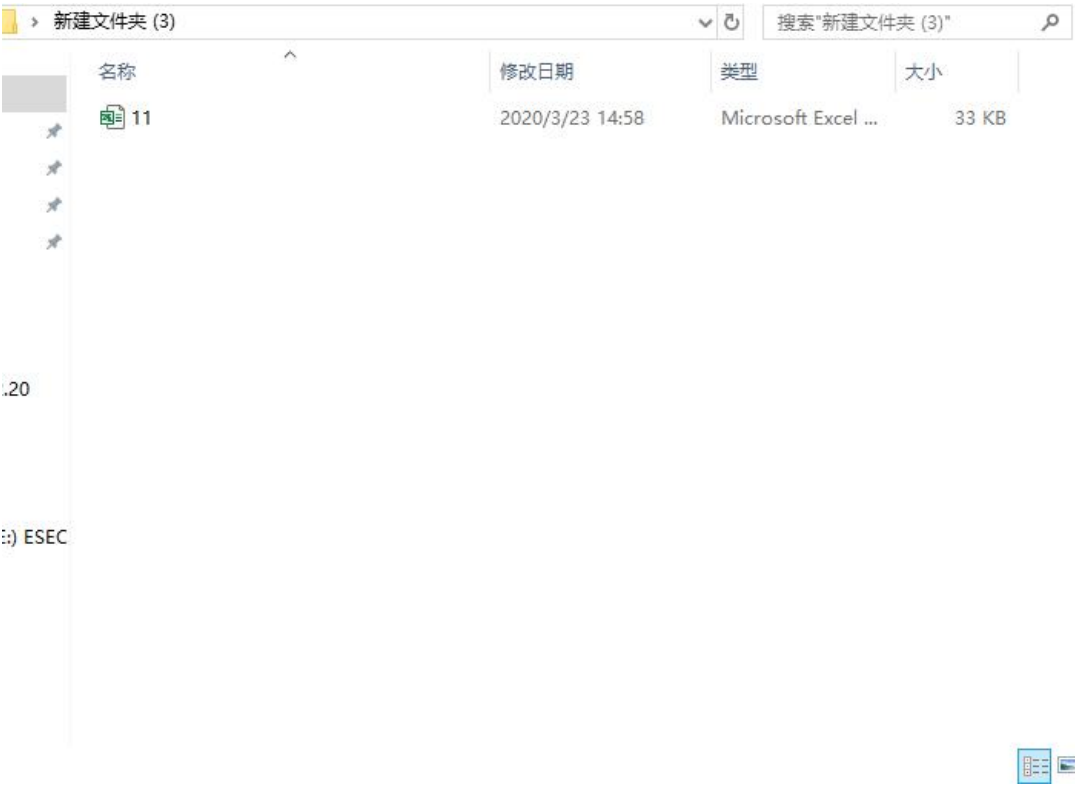 新建文件夹 (3) 搜索"新建文件夹 (3)"
名称 修改日期 类型 大小
11 2020/3/23 14:58 Microsoft Excel ... 33 KB
.20
:) ESEC